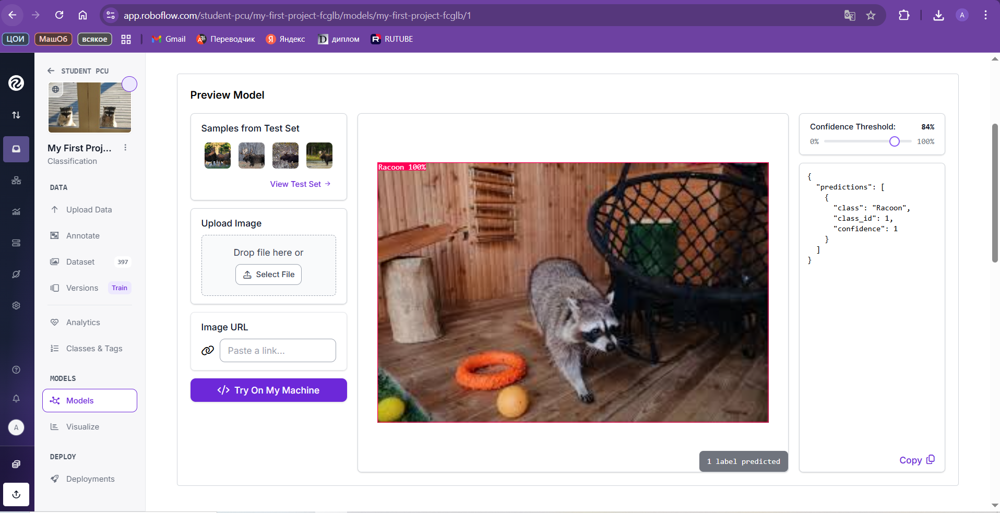 app.roboflow.com/student-pcu/my-first-project-fcglb/models/my-first-project-fcglb/1
A
ЦОИ
МашОб
всякое
Gmail
Переводчик
Яндекс
диплом
RUTUBE
STUDENT PCU
My First Proj...
Classification
DATA
Upload Data
Annotate
Dataset 397
Versions Train
Analytics
Classes & Tags
MODELS
Models
Visualize
DEPLOY
Deployments
A
Preview Model
Samples from Test Set
View Test Set →
Upload Image
Drop file here or
Select File
Image URL
Paste a link...
</> Try On My Machine
Racoon 100%
1 label predicted
Confidence Threshold: 84%
0% 100%
{
"predictions": [
{
"class": "Racoon",
"class_id": 1,
"confidence": 1
}
]
}
Copy